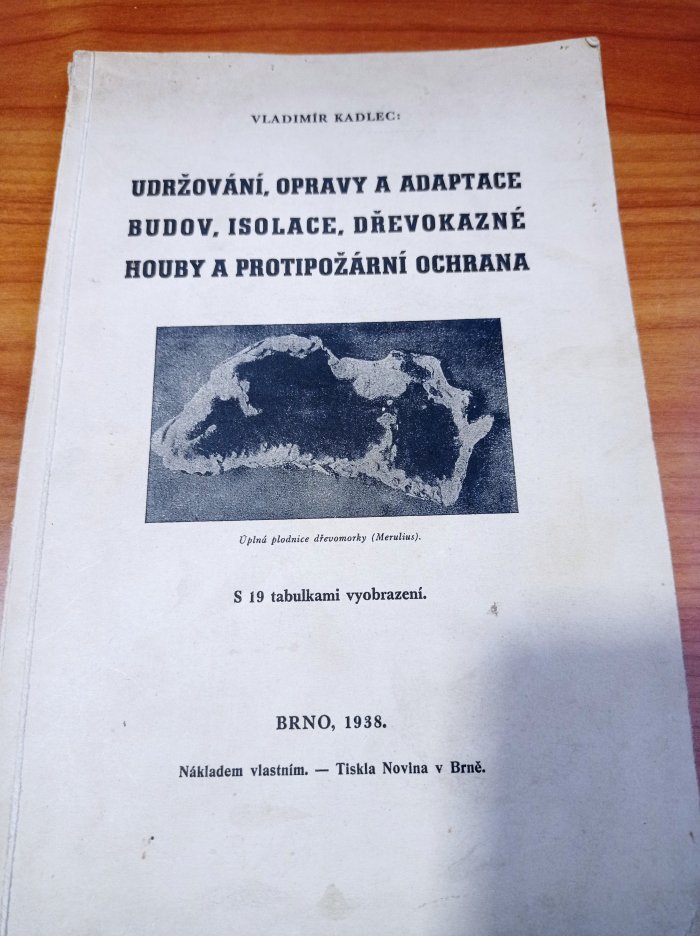 VLADIMÍR KADLEC:
UDRŽOVÁNÍ, OPRAVY A ADAPTACE
BUDOV, ISOLACE, DŘEVOKAZNÉ
HOUBY A PROTIPOŽÁRNÍ OCHRANA
Úplná plodnice dřevomorky (Merulius).
S 19 tabulkami vyobrazení.
BRNO, 1938.
Nákladem vlastním. — Tiskla Novina v Brně.